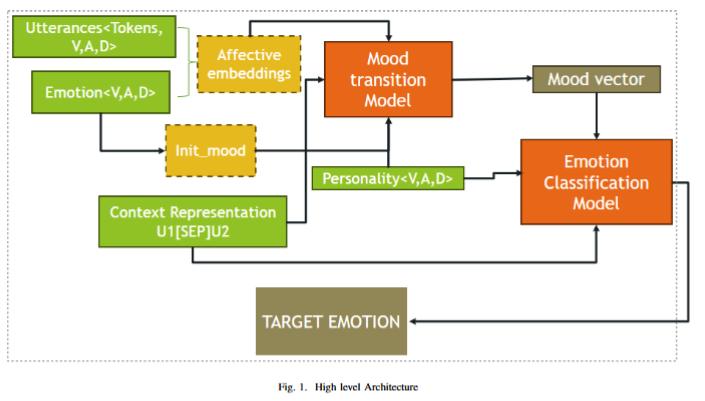 Utterances<Tokens,
V,A,D>
Affective
embeddings
Mood
transition
Model
Mood vector
Emotion<V,A,D>
Init_mood
Personality<V,A,D>
Emotion
Classification
Model
Context Representation
U1[SEP]U2
TARGET EMOTION
Fig. 1. High level Architecture